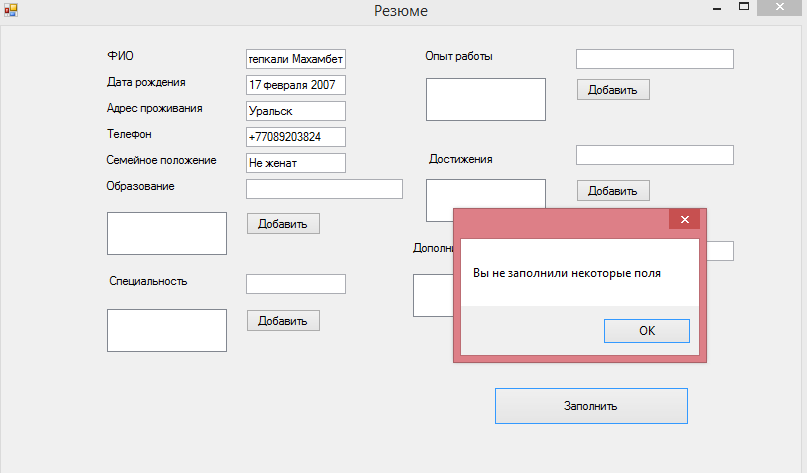 Резюме
ФИО
тепкали Махамбет
Дата рождения
17 февраля 2007
Адрес проживания
Уральск
Телефон
+77089203824
Семейное положение
Не женат
Образование
Добавить
Специальность
Добавить
Опыт работы
Добавить
Достижения
Добавить
Дополни
Вы не заполнили некоторые поля
OK
Заполнить